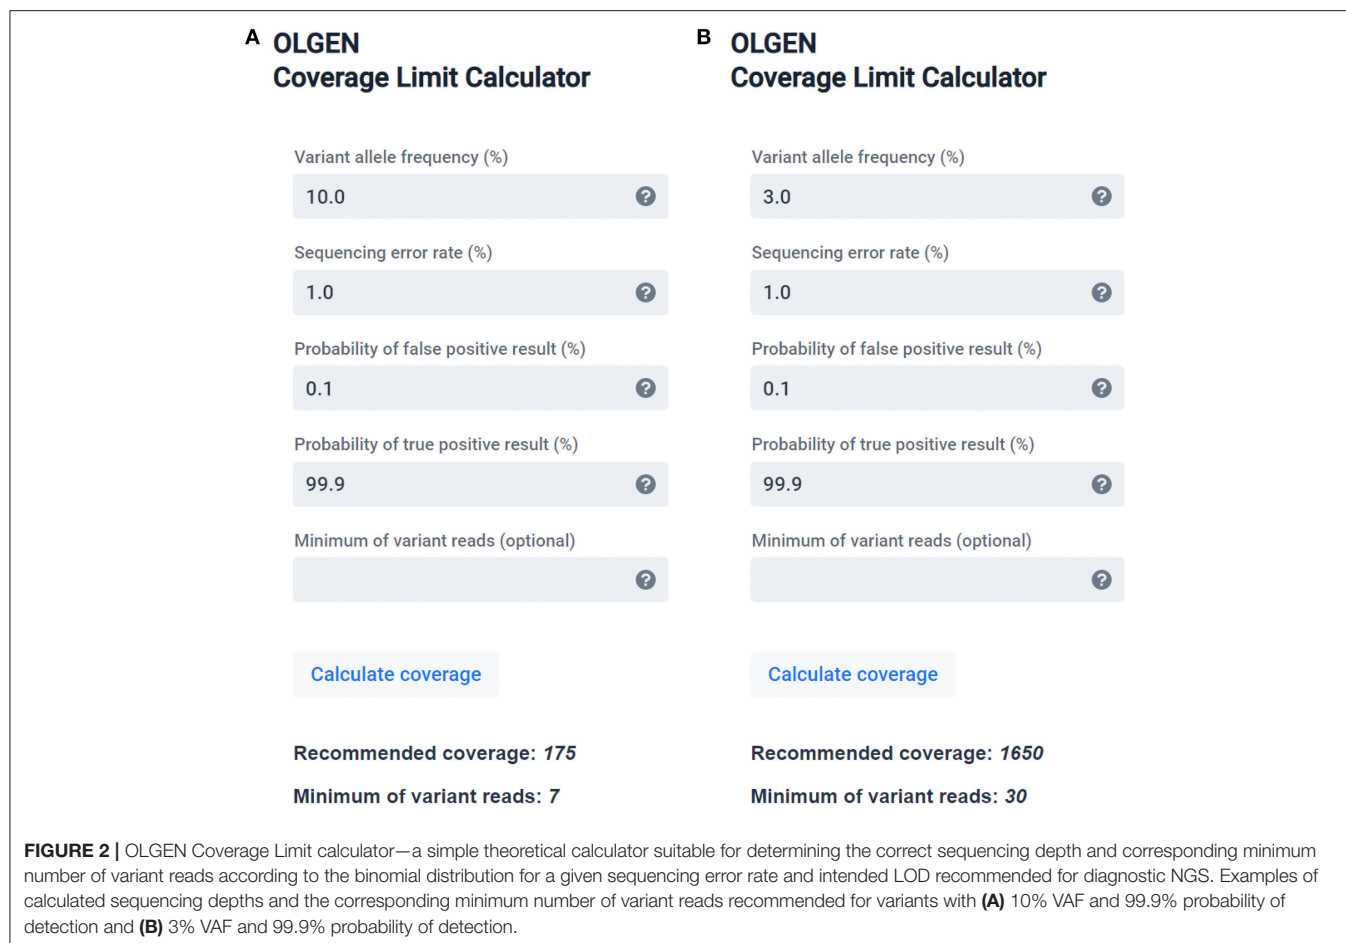 A OLGEN
Coverage Limit Calculator
Variant allele frequency (%)
10.0 ?
Sequencing error rate (%)
1.0 ?
Probability of false positive result (%)
0.1 ?
Probability of true positive result (%)
99.9 ?
Minimum of variant reads (optional)
?
Calculate coverage
Recommended coverage: 175
Minimum of variant reads: 7
B OLGEN
Coverage Limit Calculator
Variant allele frequency (%)
3.0 ?
Sequencing error rate (%)
1.0 ?
Probability of false positive result (%)
0.1 ?
Probability of true positive result (%)
99.9 ?
Minimum of variant reads (optional)
?
Calculate coverage
Recommended coverage: 1650
Minimum of variant reads: 30
FIGURE 2 | OLGEN Coverage Limit calculator—a simple theoretical calculator suitable for determining the correct sequencing depth and corresponding minimum
number of variant reads according to the binomial distribution for a given sequencing error rate and intended LOD recommended for diagnostic NGS. Examples of
calculated sequencing depths and the corresponding minimum number of variant reads recommended for variants with (A) 10% VAF and 99.9% probability of
detection and (B) 3% VAF and 99.9% probability of detection.